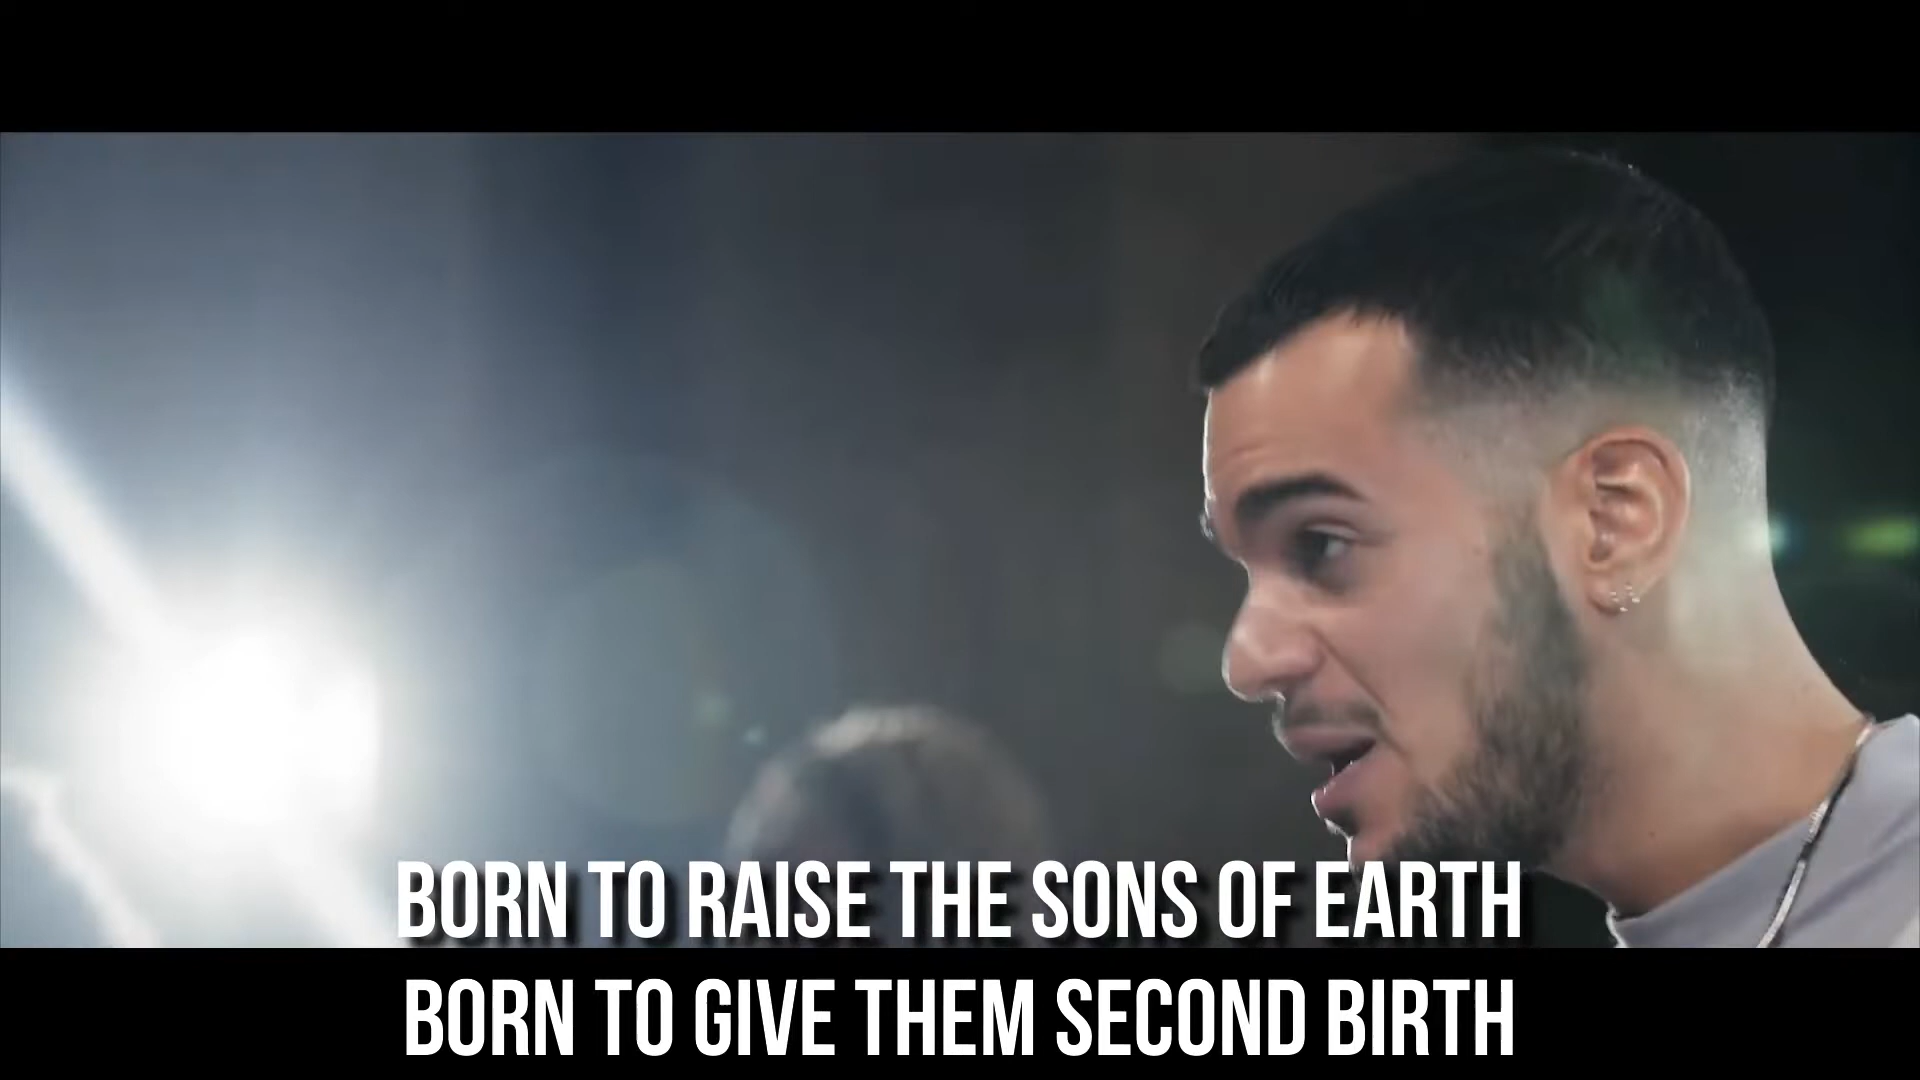 BORN TO RAISE THE SONS OF EARTH
BORN TO GIVE THEM SECOND BIRTH